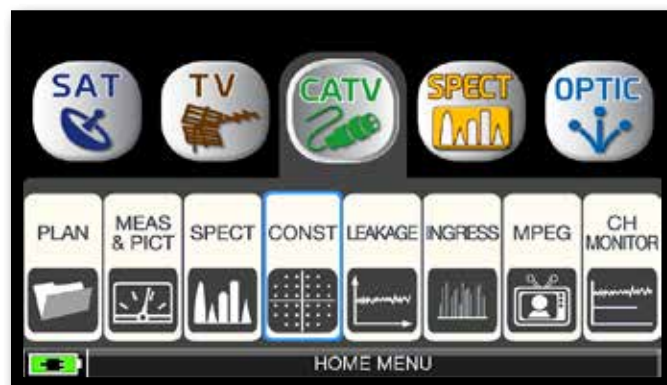 SAT TV CATV SPECT OPTIC
PLAN MEAS & PICT SPECT CONST LEAKAGE INGRESS MPEG CH MONITOR
HOME MENU